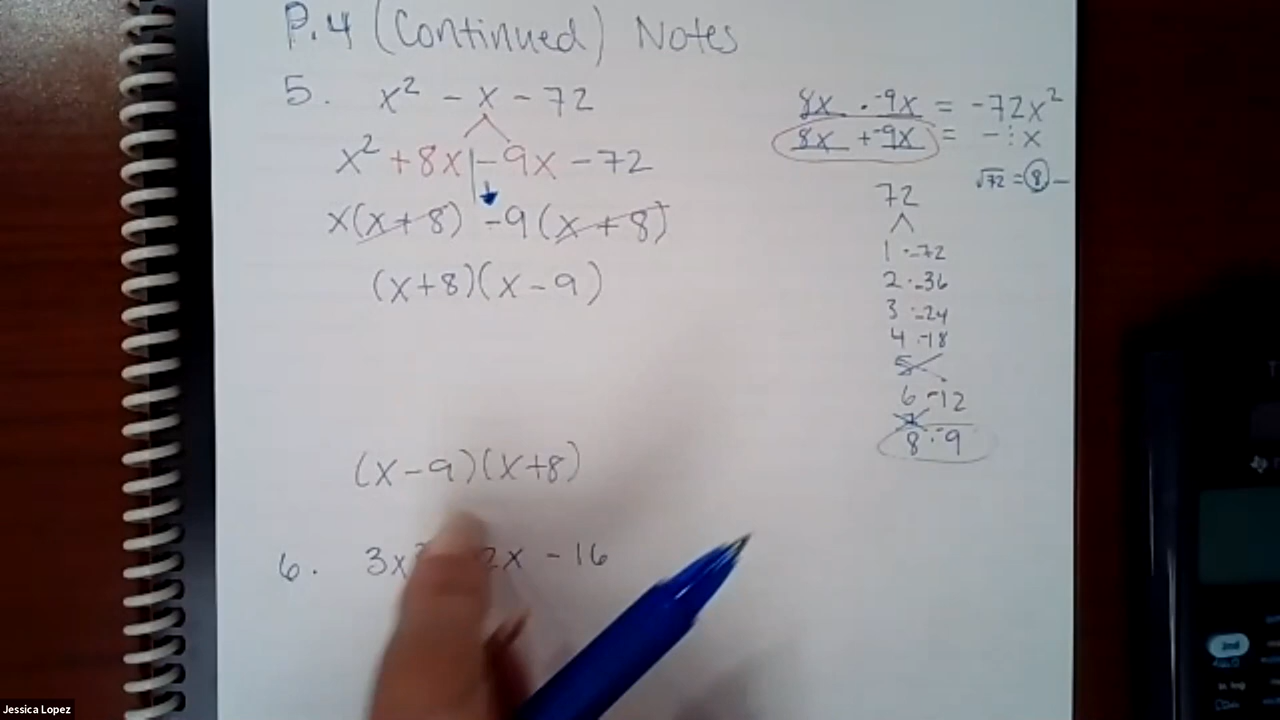 P.4 (Continued) Notes
5. x² - x - 72
x² + 8x - 9x - 72
x(x + 8) - 9(x + 8)
(x+8)(x - 9)
8x · -9x = -72x²
8x + -9x = - x
√72 = 8
72
1 · -72
2 · -36
3 · -24
4 · -18
5
6 · -12
7
8 · -9
(x - 9)(x+8)
6. 3x² 2x - 16
2nd
Jessica Lopez